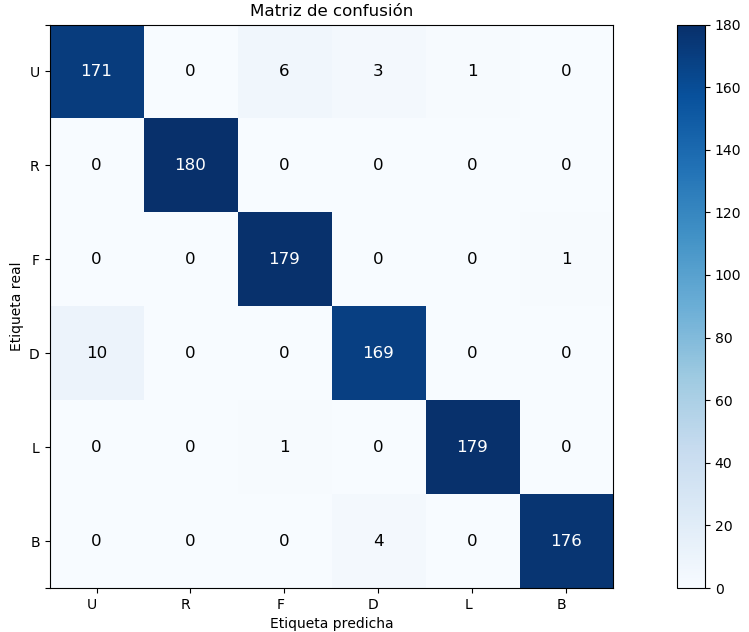 Matriz de confusión
Etiqueta real
U 171 0 6 3 1 0
R 0 180 0 0 0 0
F 0 0 179 0 0 1
D 10 0 0 169 0 0
L 0 0 1 0 179 0
B 0 0 0 4 0 176
U R F D L B
Etiqueta predicha
180
160
140
120
100
80
60
40
20
0